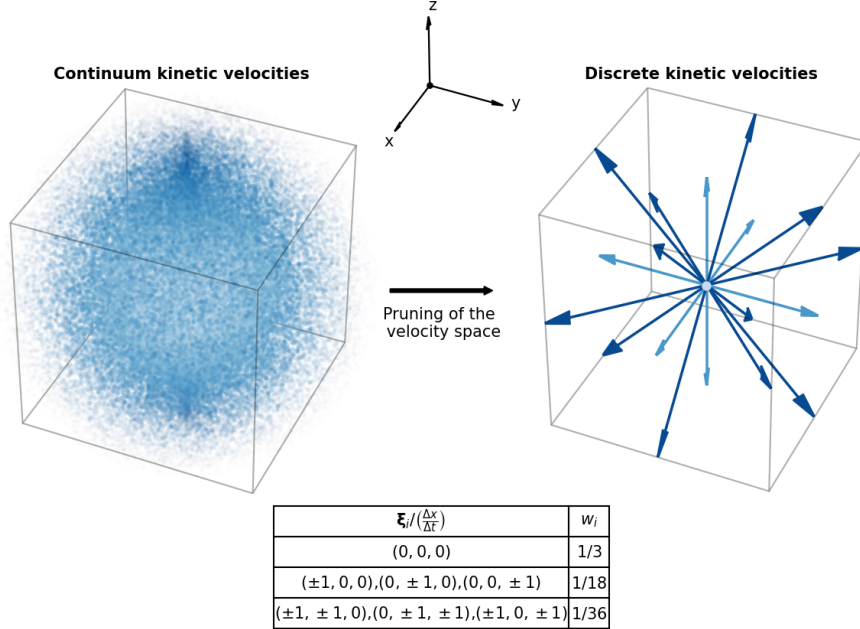 z
y
x
Continuum kinetic velocities
Discrete kinetic velocities
Pruning of the
velocity space
ξ_i/(Δx/Δt) w_i
(0, 0, 0) 1/3
(±1, 0, 0),(0, ±1, 0),(0, 0, ±1) 1/18
(±1, ±1, 0),(0, ±1, ±1),(±1, 0, ±1) 1/36